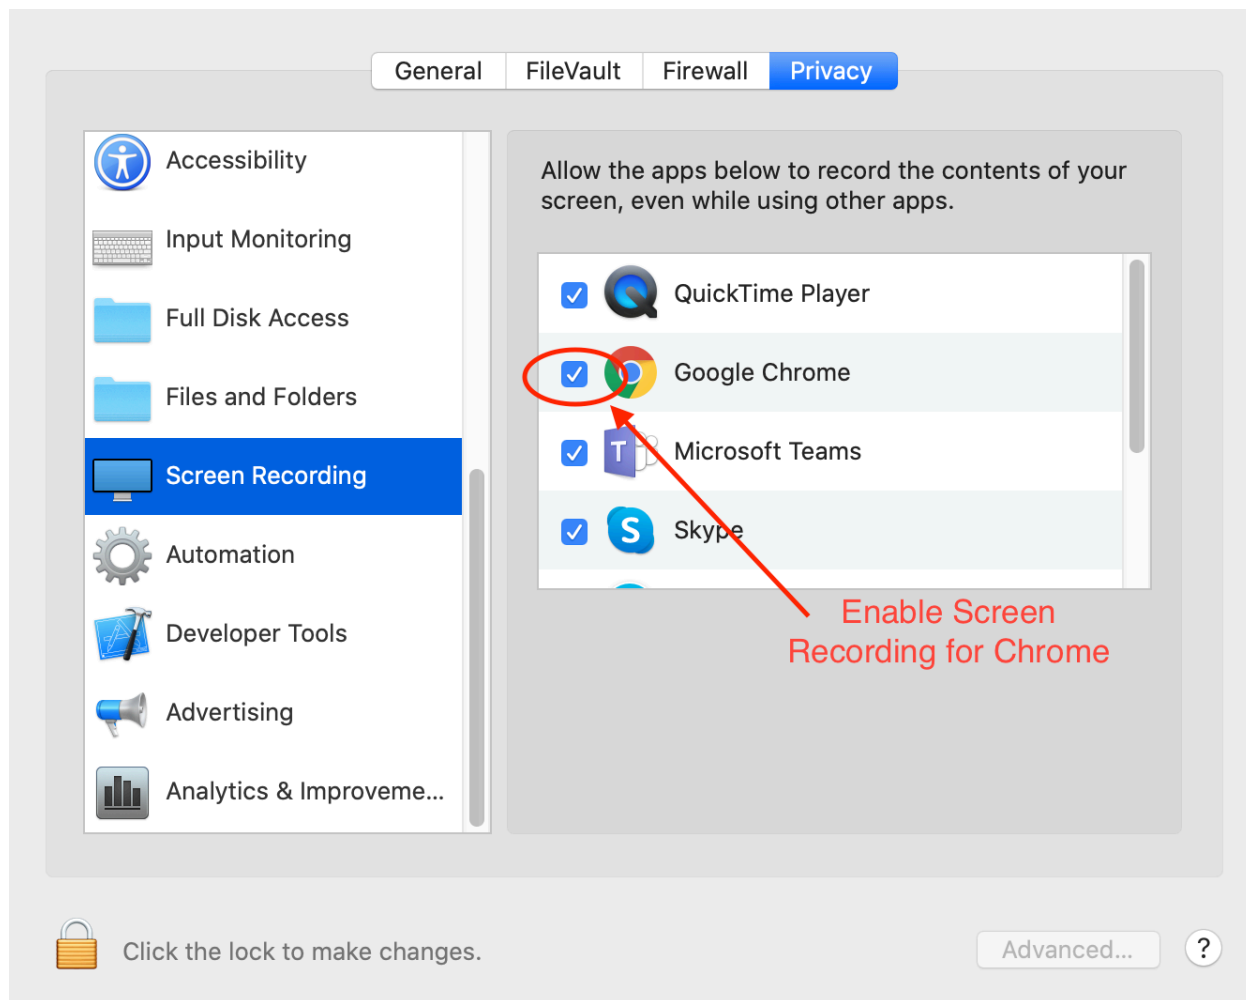 General FileVault Firewall Privacy
Accessibility
Input Monitoring
Full Disk Access
Files and Folders
Screen Recording
Automation
Developer Tools
Advertising
Analytics & Improveme...
Allow the apps below to record the contents of your
screen, even while using other apps.
QuickTime Player
Google Chrome
T
Microsoft Teams
S
Skype
Enable Screen
Recording for Chrome
Click the lock to make changes.
Advanced...
?